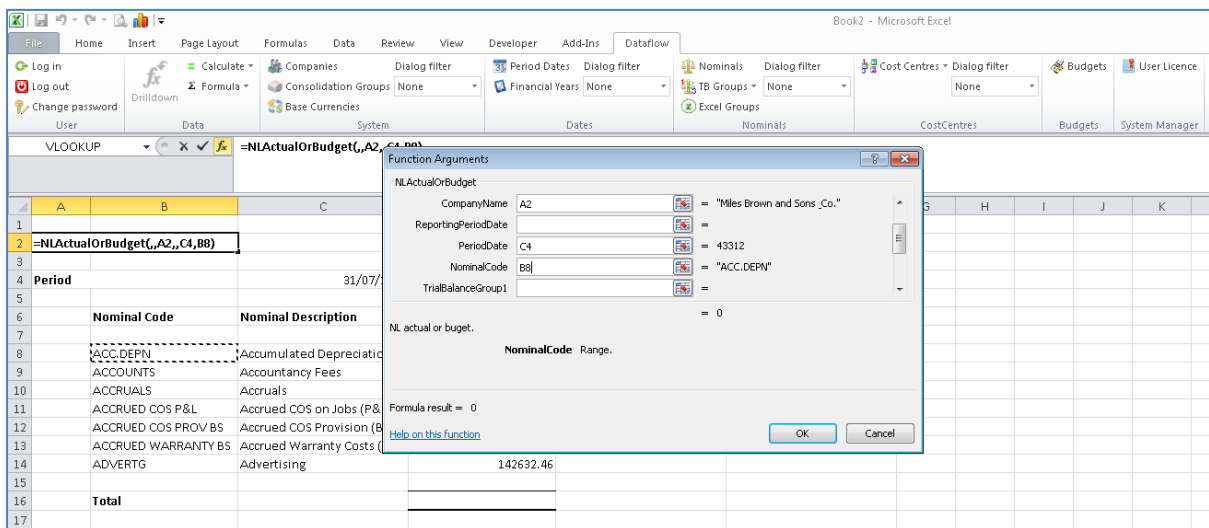 Book2 - Microsoft Excel
File Home Insert Page Layout Formulas Data Review View Developer Add-Ins Dataflow
Log in Calculate Companies Dialog filter Period Dates Dialog filter Nominals Dialog filter Cost Centres Dialog filter Budgets User Licence
Log out fx Drilldown Σ Formula Consolidation Groups None Financial Years None TB Groups None None
Change password Base Currencies Excel Groups
User Data System Dates Nominals CostCentres Budgets System Manager
VLOOKUP fx =NLActualOrBudget(,,A2,,C4,B8)
Function Arguments
NLActualOrBudget
CompanyName A2 = "Miles Brown and Sons _Co."
ReportingPeriodDate =
PeriodDate C4 = 43312
NominalCode B8 = "ACC.DEPN"
TrialBalanceGroup1 =
= 0
NL actual or buget.
NominalCode Range.
Formula result = 0
Help on this function OK Cancel
A B C G H I J K
1
2 =NLActualOrBudget(,,A2,,C4,B8)
3
4 Period 31/07/
5
6 Nominal Code Nominal Description
7
8 ACC.DEPN Accumulated Depreciatio
9 ACCOUNTS Accountancy Fees
10 ACCRUALS Accruals
11 ACCRUED COS P&L Accrued COS on Jobs (P&
12 ACCRUED COS PROV BS Accrued COS Provision (B
13 ACCRUED WARRANTY BS Accrued Warranty Costs (
14 ADVERTG Advertising 142632.46
15
16 Total
17